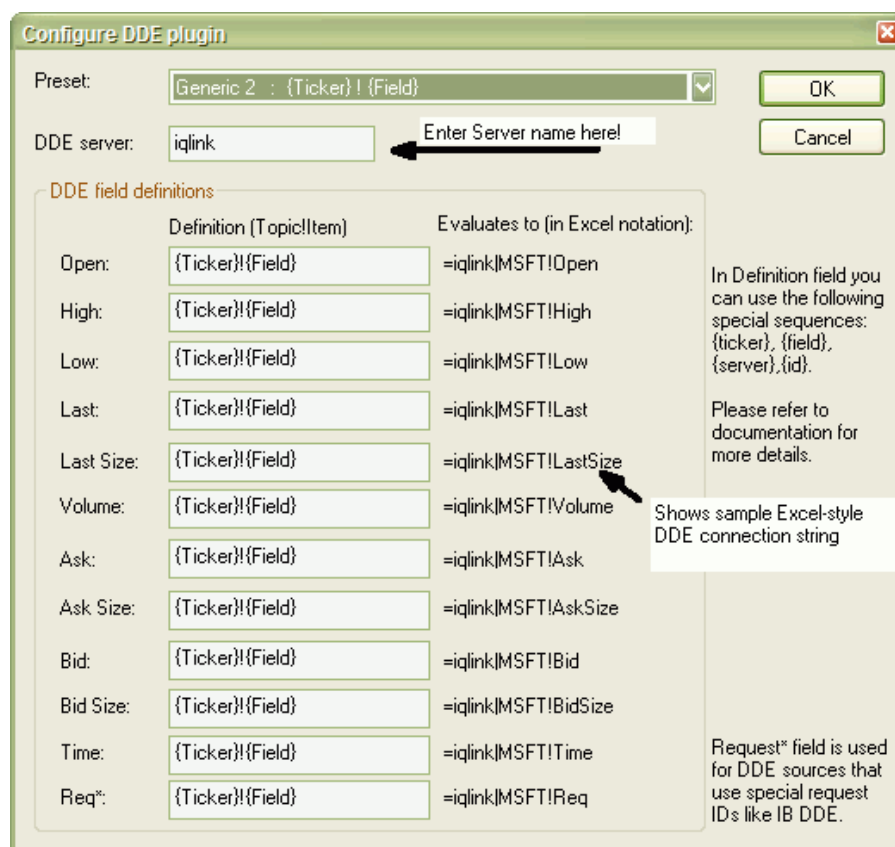 Configure DDE plugin
Preset:
Generic 2 : {Ticker} ! {Field}
OK
DDE server:
iqlink
Enter Server name here!
Cancel
DDE field definitions
Definition (Topic!Item)
Evaluates to (in Excel notation):
Open:
{Ticker}!{Field}
=iqlink|MSFT!Open
High:
{Ticker}!{Field}
=iqlink|MSFT!High
Low:
{Ticker}!{Field}
=iqlink|MSFT!Low
Last:
{Ticker}!{Field}
=iqlink|MSFT!Last
Last Size:
{Ticker}!{Field}
=iqlink|MSFT!LastSize
Volume:
{Ticker}!{Field}
=iqlink|MSFT!Volume
Ask:
{Ticker}!{Field}
=iqlink|MSFT!Ask
Ask Size:
{Ticker}!{Field}
=iqlink|MSFT!AskSize
Bid:
{Ticker}!{Field}
=iqlink|MSFT!Bid
Bid Size:
{Ticker}!{Field}
=iqlink|MSFT!BidSize
Time:
{Ticker}!{Field}
=iqlink|MSFT!Time
Req*:
{Ticker}!{Field}
=iqlink|MSFT!Req
In Definition field you
can use the following
special sequences:
{ticker}, {field},
{server},{id}.
Please refer to
documentation for
more details.
Shows sample Excel-style
DDE connection string
Request* field is used
for DDE sources that
use special request
IDs like IB DDE.